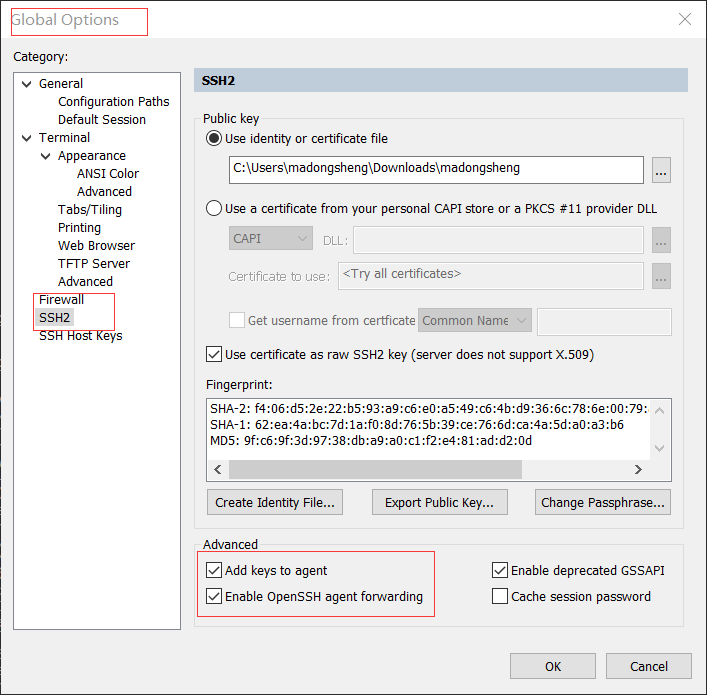 Global Options
Category:
General
Configuration Paths
Default Session
Terminal
Appearance
ANSI Color
Advanced
Tabs/Tiling
Printing
Web Browser
TFTP Server
Advanced
Firewall
SSH2
SSH Host Keys
SSH2
Public key
Use identity or certificate file
C:\Users\madongsheng\Downloads\madongsheng
...
Use a certificate from your personal CAPI store or a PKCS #11 provider DLL
CAPI DLL: ...
Certificate to use: <Try all certificates> ...
Get username from certficate Common Name
Use certificate as raw SSH2 key (server does not support X.509)
Fingerprint:
SHA-2: f4:06:d5:2e:22:b5:93:a9:c6:e0:a5:49:c6:4b:d9:36:6c:78:6e:00:79:
SHA-1: 62:ea:4a:bc:7d:1a:f0:8d:76:5b:39:ce:76:6d:ca:4a:5d:a0:a3:b6
MD5: 9f:c6:9f:3d:97:38:db:a9:a0:c1:f2:e4:81:ad:d2:0d
Create Identity File... Export Public Key... Change Passphrase...
Advanced
Add keys to agent Enable deprecated GSSAPI
Enable OpenSSH agent forwarding Cache session password
OK Cancel